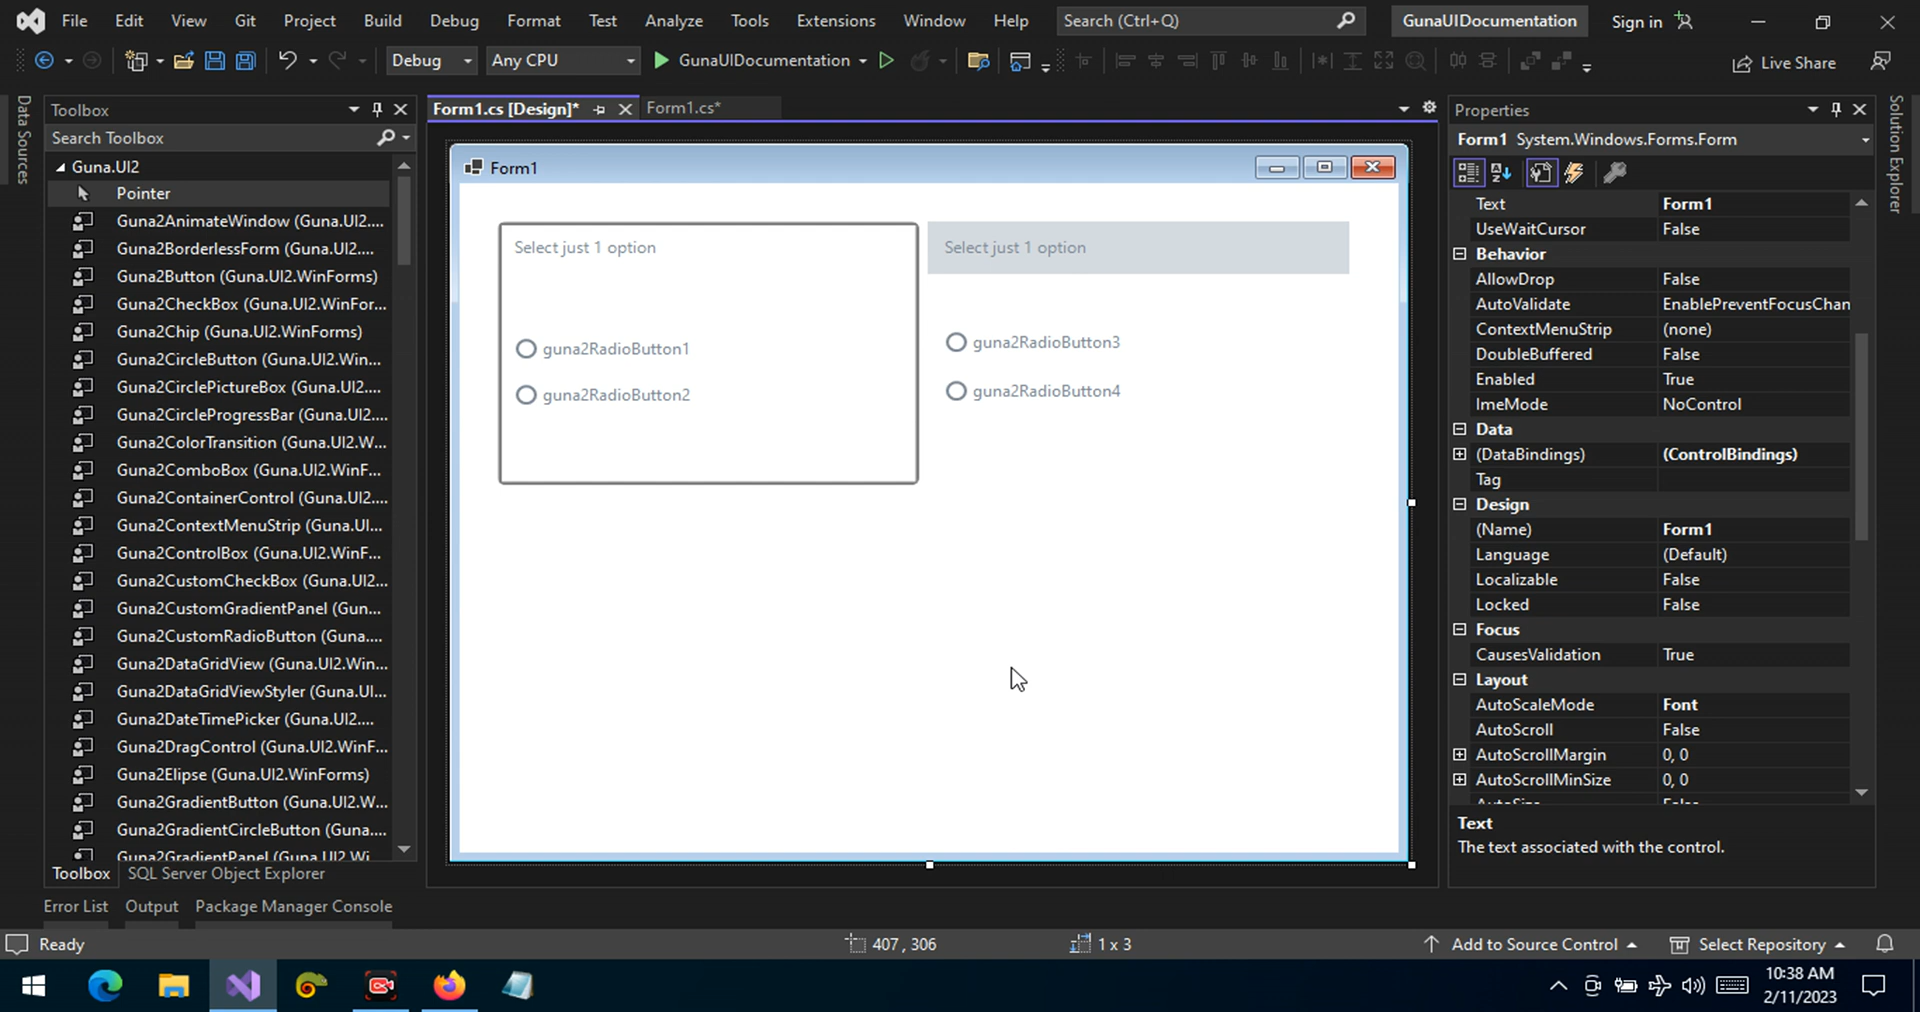 File Edit View Git Project Build Debug Format Test Analyze Tools Extensions Window Help Search (Ctrl+Q) GunaUIDocumentation Sign in
Debug Any CPU GunaUIDocumentation Live Share
Data Sources
Toolbox
Search Toolbox
Guna.UI2
Pointer
Guna2AnimateWindow (Guna.UI2....
Guna2BorderlessForm (Guna.UI2....
Guna2Button (Guna.UI2.WinForms)
Guna2CheckBox (Guna.UI2.WinFor...
Guna2Chip (Guna.UI2.WinForms)
Guna2CircleButton (Guna.UI2.Win...
Guna2CirclePictureBox (Guna.UI2....
Guna2CircleProgressBar (Guna.UI2....
Guna2ColorTransition (Guna.UI2.W...
Guna2ComboBox (Guna.UI2.WinF...
Guna2ContainerControl (Guna.UI2...
Guna2ContextMenuStrip (Guna.UI...
Guna2ControlBox (Guna.UI2.WinF...
Guna2CustomCheckBox (Guna.UI2...
Guna2CustomGradientPanel (Gun...
Guna2CustomRadioButton (Guna....
Guna2DataGridView (Guna.UI2.Win...
Guna2DataGridViewStyler (Guna.UI...
Guna2DateTimePicker (Guna.UI2....
Guna2DragControl (Guna.UI2.WinF...
Guna2Elipse (Guna.UI2.WinForms)
Guna2GradientButton (Guna.UI2.W...
Guna2GradientCircleButton (Guna....
Guna2GradientPanel (Guna.UI2.Wi
Toolbox SQL Server Object Explorer
Form1.cs [Design]* Form1.cs*
Form1
Select just 1 option
guna2RadioButton1
guna2RadioButton2
Select just 1 option
guna2RadioButton3
guna2RadioButton4
Properties
Form1 System.Windows.Forms.Form
Text Form1
UseWaitCursor False
Behavior
AllowDrop False
AutoValidate EnablePreventFocusChan
ContextMenuStrip (none)
DoubleBuffered False
Enabled True
ImeMode NoControl
Data
(DataBindings) (ControlBindings)
Tag
Design
(Name) Form1
Language (Default)
Localizable False
Locked False
Focus
CausesValidation True
Layout
AutoScaleMode Font
AutoScroll False
AutoScrollMargin 0, 0
AutoScrollMinSize 0, 0
AutoSize False
Text
The text associated with the control.
Solution Explorer
Error List Output Package Manager Console
Ready 407 , 306 1 x 3 Add to Source Control Select Repository
10:38 AM
2/11/2023